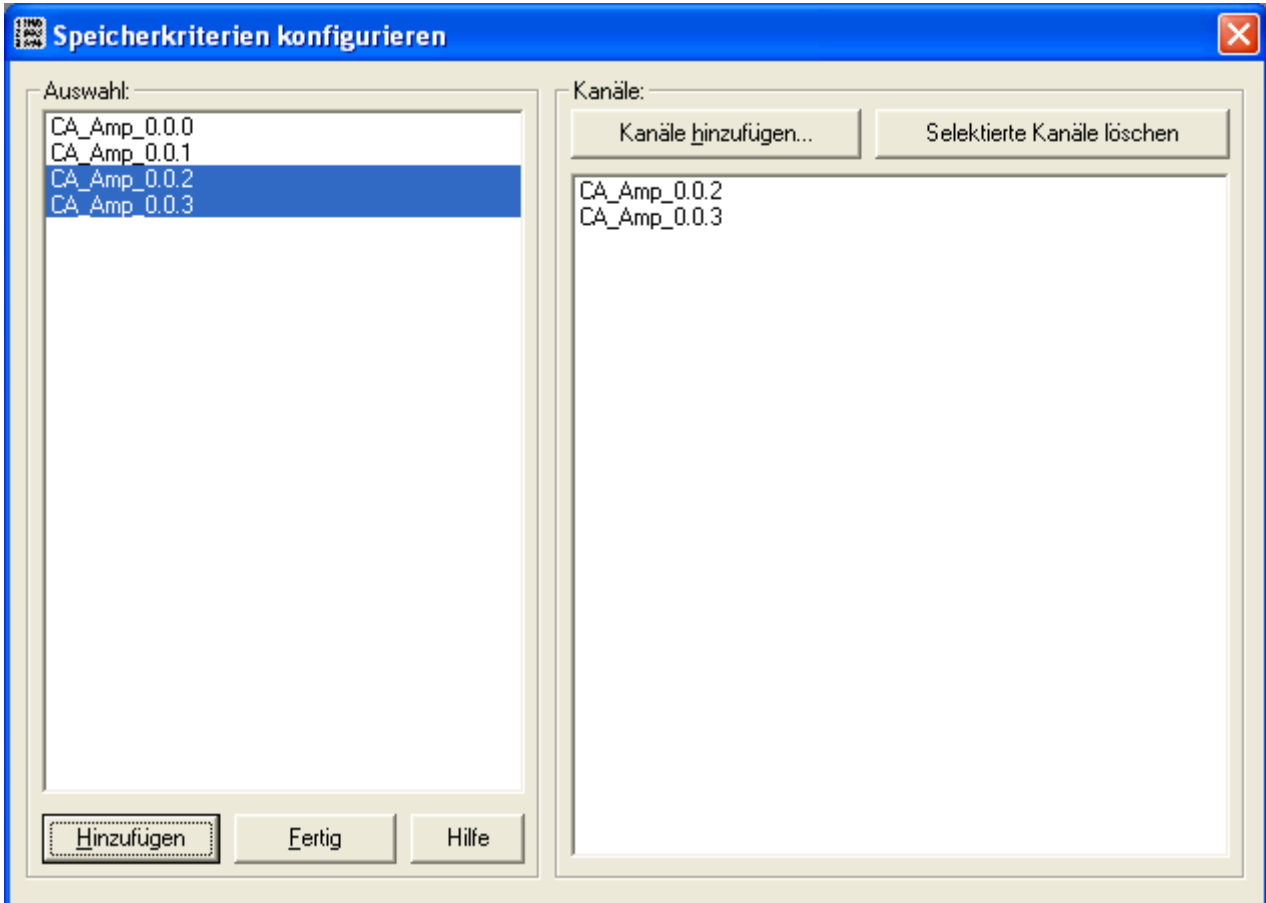 Speicherkriterien konfigurieren
Auswahl:
CA_Amp_0.0.0
CA_Amp_0.0.1
CA_Amp_0.0.2
CA_Amp_0.0.3
Hinzufügen
Fertig
Hilfe
Kanäle:
Kanäle hinzufügen...
Selektierte Kanäle löschen
CA_Amp_0.0.2
CA_Amp_0.0.3